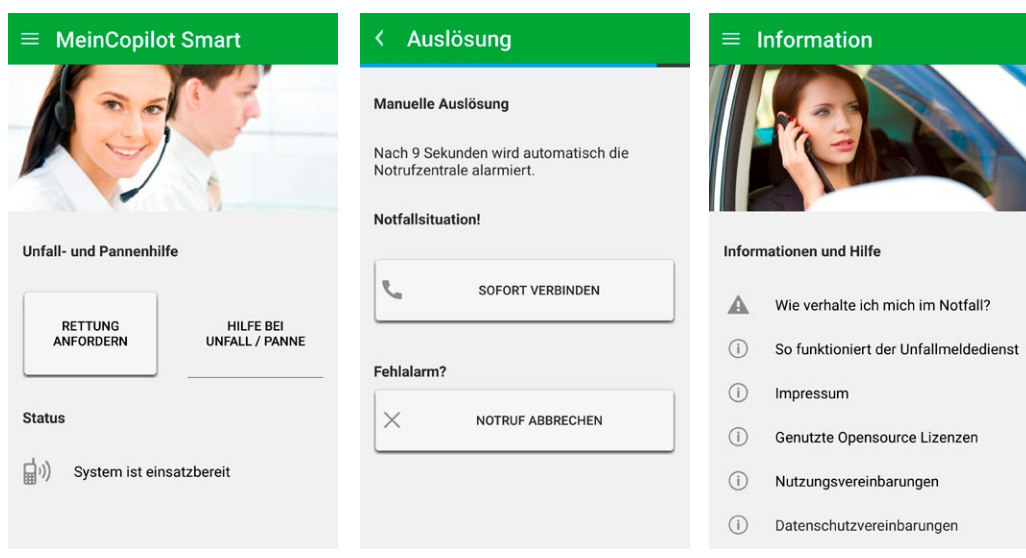 MeinCopilot Smart
Unfall- und Pannenhilfe
RETTUNG
ANFORDERN
HILFE BEI
UNFALL / PANNE
Status
System ist einsatzbereit
Auslösung
Manuelle Auslösung
Nach 9 Sekunden wird automatisch die
Notrufzentrale alarmiert.
Notfallsituation!
SOFORT VERBINDEN
Fehlalarm?
NOTRUF ABBRECHEN
Information
Informationen und Hilfe
Wie verhalte ich mich im Notfall?
So funktioniert der Unfallmeldedienst
Impressum
Genutzte Opensource Lizenzen
Nutzungsvereinbarungen
Datenschutzvereinbarungen